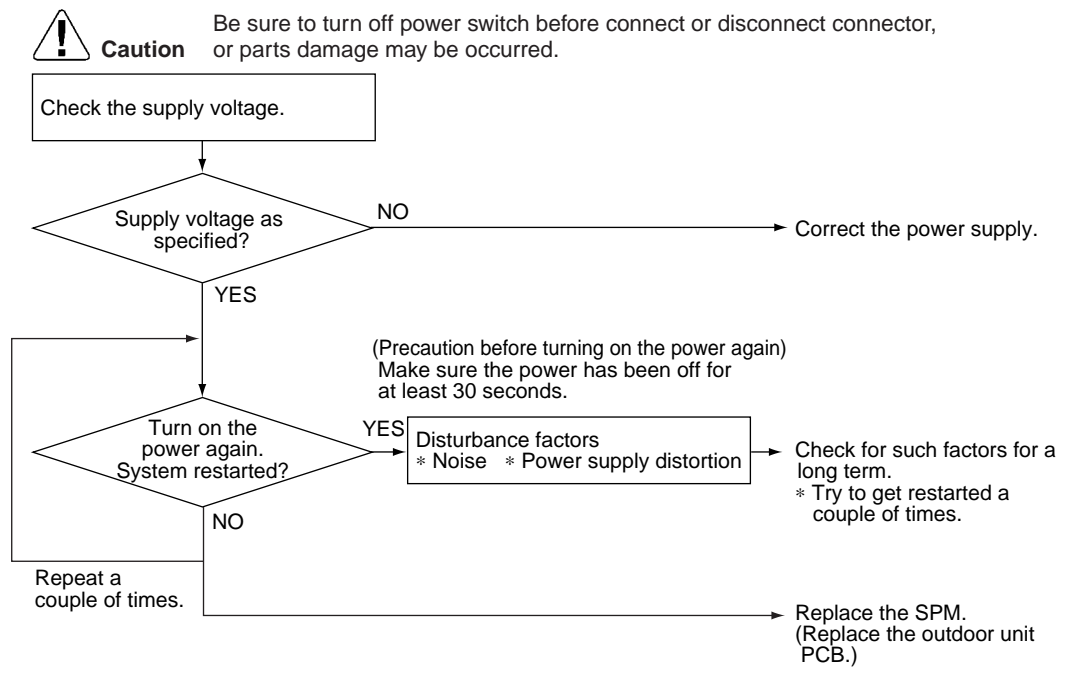 Be sure to turn off power switch before connect or disconnect connector,
Caution or parts damage may be occurred.
Check the supply voltage.
Supply voltage as
specified?
NO
Correct the power supply.
YES
(Precaution before turning on the power again)
Make sure the power has been off for
at least 30 seconds.
Turn on the
power again.
System restarted?
YES
Disturbance factors
* Noise * Power supply distortion
Check for such factors for a
long term.
* Try to get restarted a
couple of times.
NO
Repeat a
couple of times.
Replace the SPM.
(Replace the outdoor unit
PCB.)